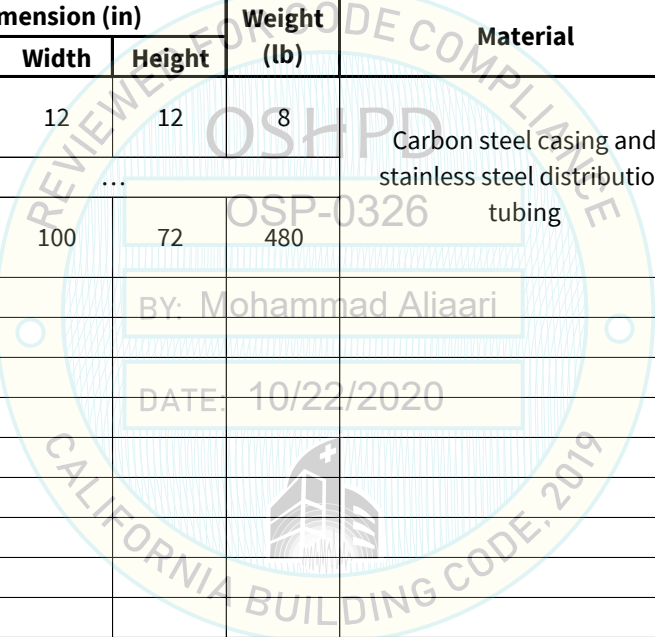 mension (in)
Weight
(lb)
Material
Width
Height
12
12
8
Carbon steel casing and
stainless steel distributio
tubing
...
100
72
480
REVIEWED FOR CODE COMPLIANCE
OSHPD
OSP-0326
BY: Mohammad Aliaari
DATE: 10/22/2020
CALIFORNIA BUILDING CODE, 2019